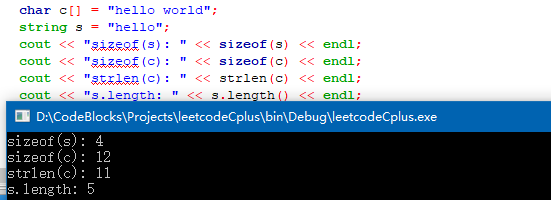 char c[] = "hello world";
string s = "hello";
cout << "sizeof(s): " << sizeof(s) << endl;
cout << "sizeof(c): " << sizeof(c) << endl;
cout << "strlen(c): " << strlen(c) << endl;
cout << "s.length: " << s.length() << endl;
D:\CodeBlocks\Projects\leetcodeCplus\bin\Debug\leetcodeCplus.exe
sizeof(s): 4
sizeof(c): 12
strlen(c): 11
s.length: 5